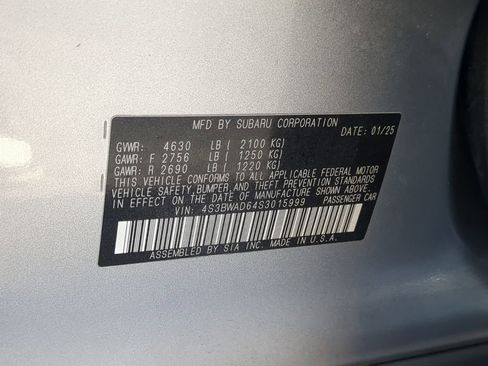 MFD BY SUBARU CORPORATION
DATE: 01/25
GVWR: 4630 LB ( 2100 KG)
GAWR: F 2756 LB ( 1250 KG)
GAWR: R 2690 LB ( 1220 KG)
THIS VEHICLE CONFORMS TO ALL APPLICABLE FEDERAL MOTOR
VEHICLE SAFETY, BUMPER, AND THEFT PREVENTION STANDARDS
IN EFFECT ON THE DATE OF MANUFACTURE SHOWN ABOVE.
VIN: 4S3BWAD64S3015999 PASSENGER CAR
ASSEMBLED BY SIA INC. MADE IN U.S.A.